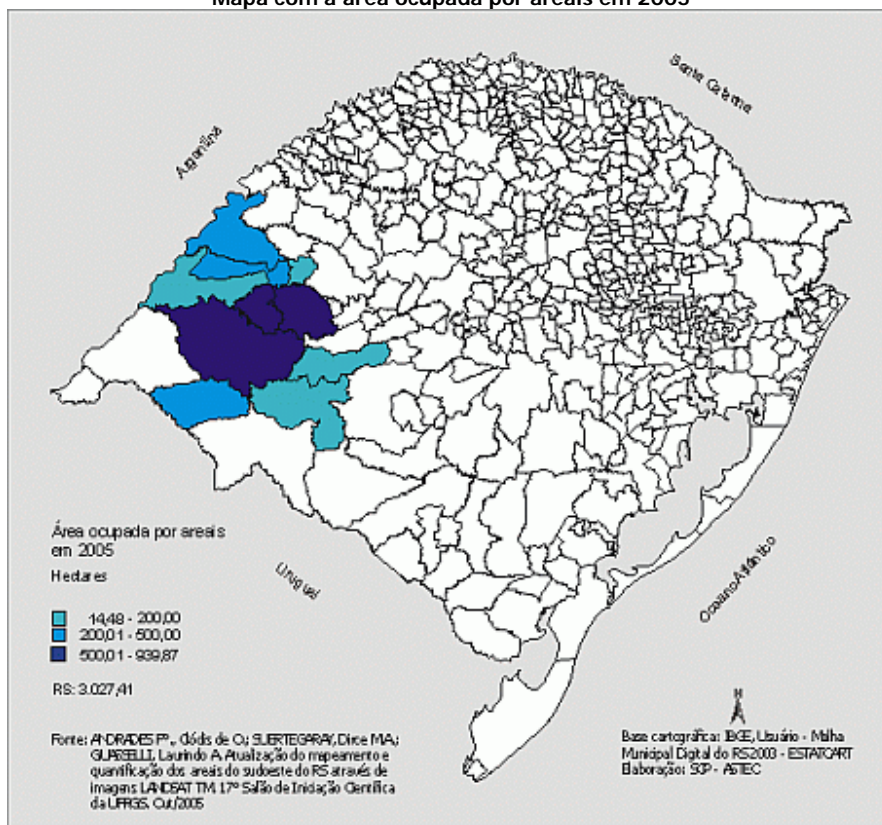 Mapa com a área ocupada por areais em 2005
Santa Catarina
Argentina
Uruguai
Oceano Atlântico
Área ocupada por areais
em 2005
Hectares
14,48 - 200,00
200,01 - 500,00
500,01 - 939,87
RS: 3.027,41
N
Fonte: ANDRADES Fº., Clódis de O.; SUERTEGARAY, Dirce M.A.;
GUASSELLI, Laurindo A. Atualização do mapeamento e
quantificação dos areais do sudoeste do RS através de
imagens LANDSAT TM. 17º Salão de Iniciação Científica
da UFRGS. Out/2005
Base cartográfica: IBGE, Usuário - Malha
Municipal Digital do RS 2003 - ESTATCART
Elaboração: SCP - ASTEC